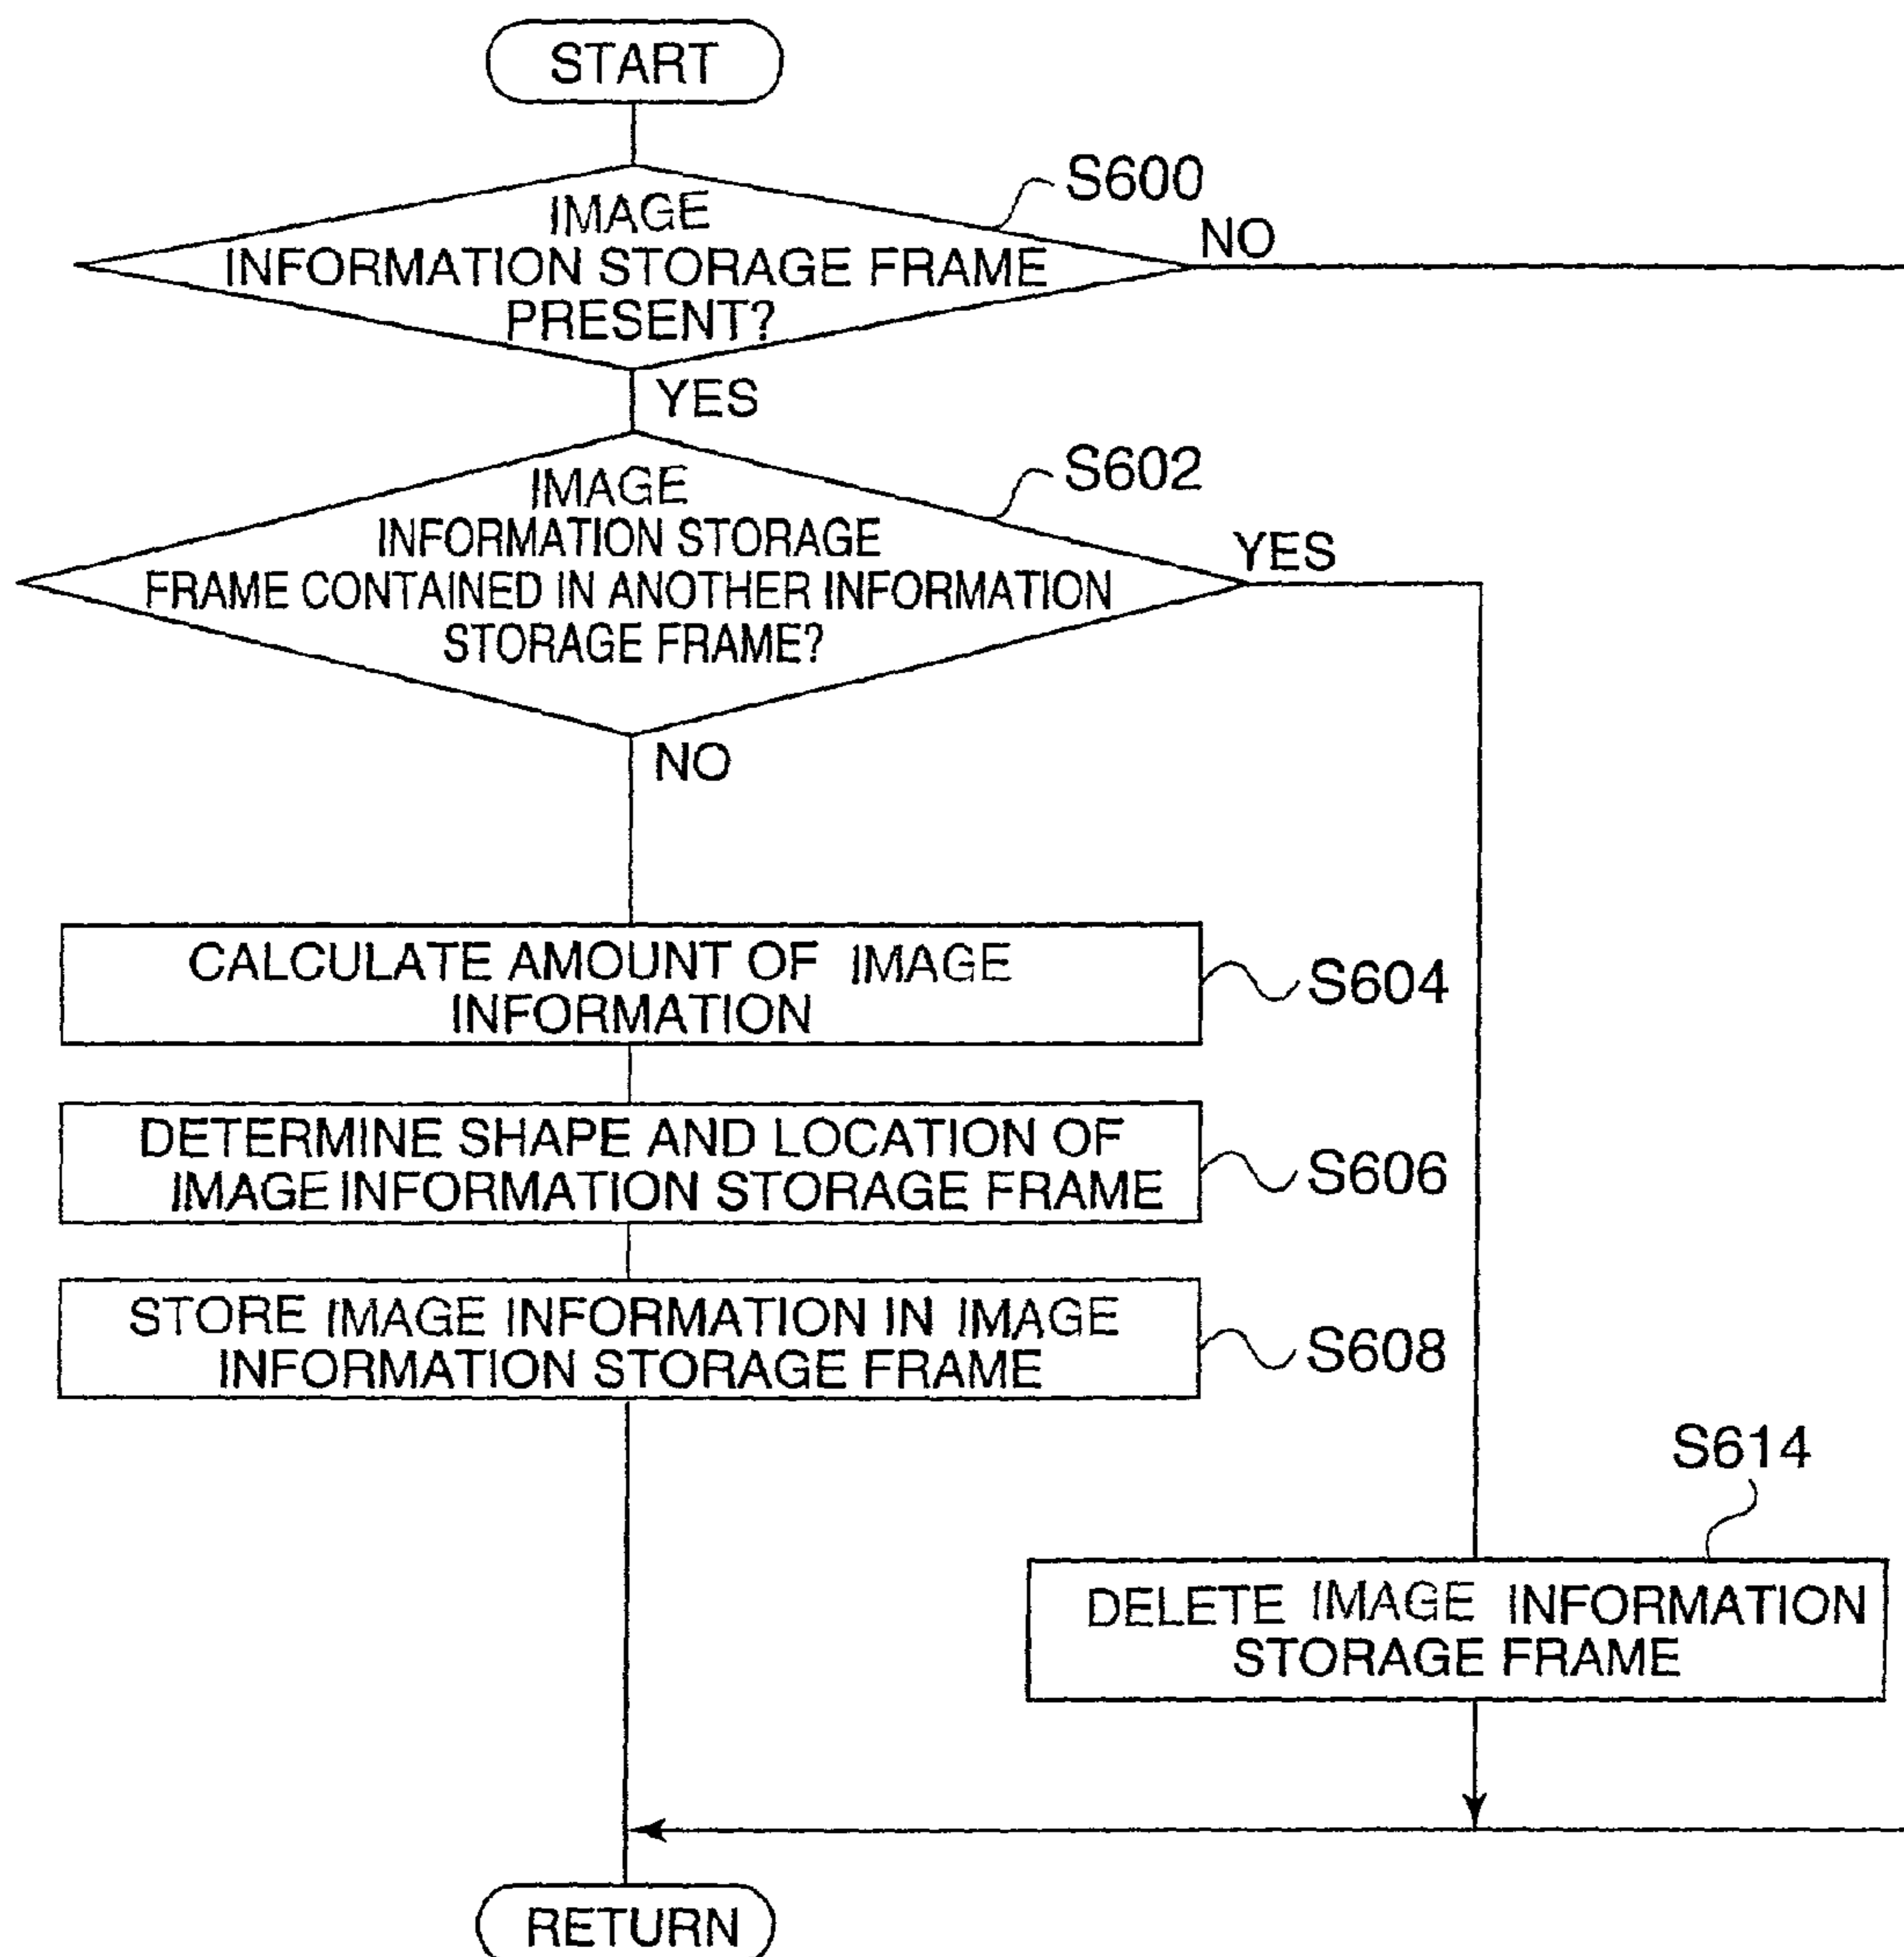 START
S600
IMAGE
INFORMATION STORAGE FRAME
PRESENT?
NO
YES
S602
IMAGE
INFORMATION STORAGE
FRAME CONTAINED IN ANOTHER INFORMATION
STORAGE FRAME?
YES
NO
CALCULATE AMOUNT OF IMAGE
INFORMATION
S604
DETERMINE SHAPE AND LOCATION OF
IMAGE INFORMATION STORAGE FRAME
S606
STORE IMAGE INFORMATION IN IMAGE
INFORMATION STORAGE FRAME
S608
S614
DELETE IMAGE INFORMATION
STORAGE FRAME
RETURN